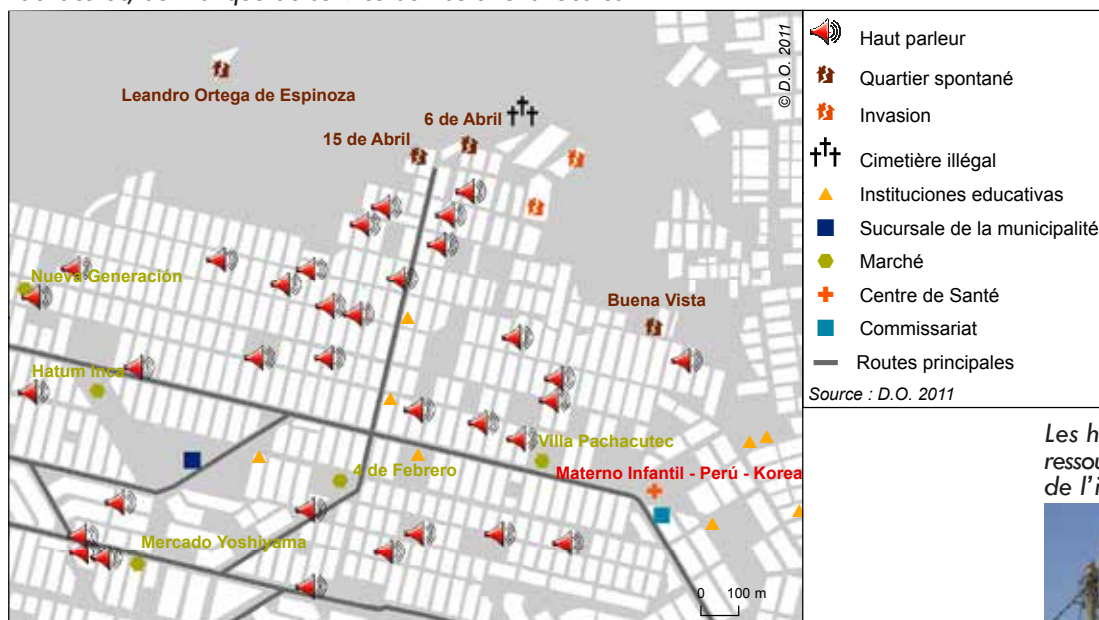 © D.O. 2011
Leandro Ortega de Espinoza
6 de Abril
15 de Abril
Nueva Generación
Buena Vista
Hatum Inca
Villa Pachacutec
4 de Febrero
Materno Infantil - Perú - Korea
Mercado Yoshiyama
0 100 m
Haut parleur
Quartier spontané
Invasion
Cimetière illégal
Instituciones educativas
Sucursale de la municipalité
Marché
Centre de Santé
Commissariat
Routes principales
Source : D.O. 2011
Les h
ressou
de l'i